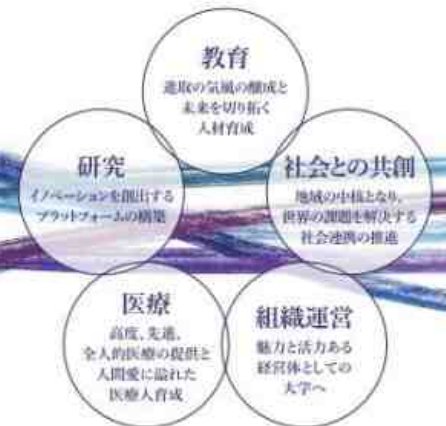 教育
進取の気風の醸成と
未来を切り拓く
人材育成
研究
イノベーションを創出する
プラットフォームの構築
社会との共創
地域の中核となり、
世界の課題を解決する
社会連携の推進
医療
高度、先進、
全人的医療の提供と
人間愛に溢れた
医療人育成
組織運営
魅力と活力ある
経営体としての
大学へ